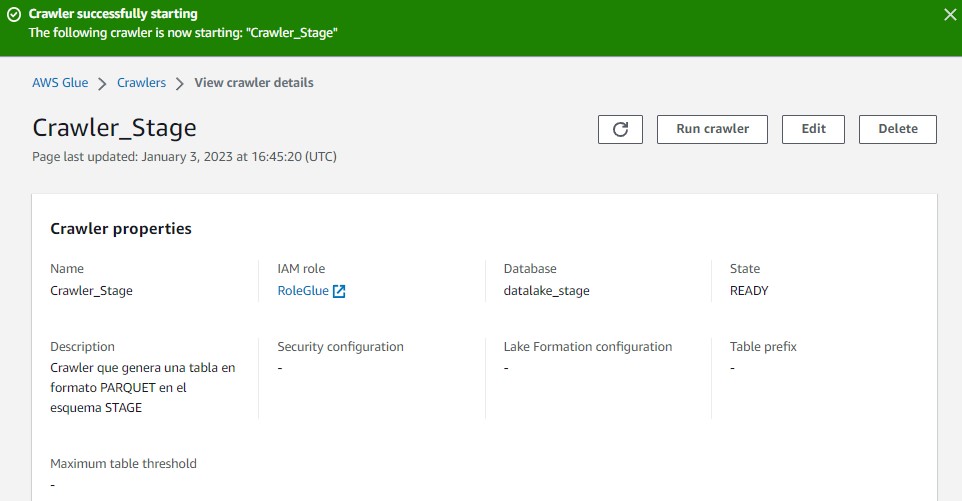 Crawler successfully starting
The following crawler is now starting: "Crawler_Stage"
AWS Glue > Crawlers > View crawler details
Crawler_Stage
Run crawler
Edit
Delete
Page last updated: January 3, 2023 at 16:45:20 (UTC)
Crawler properties
Name
Crawler_Stage
IAM role
RoleGlue
Database
datalake_stage
State
READY
Description
Crawler que genera una tabla en
formato PARQUET en el
esquema STAGE
Security configuration
-
Lake Formation configuration
-
Table prefix
-
Maximum table threshold
-